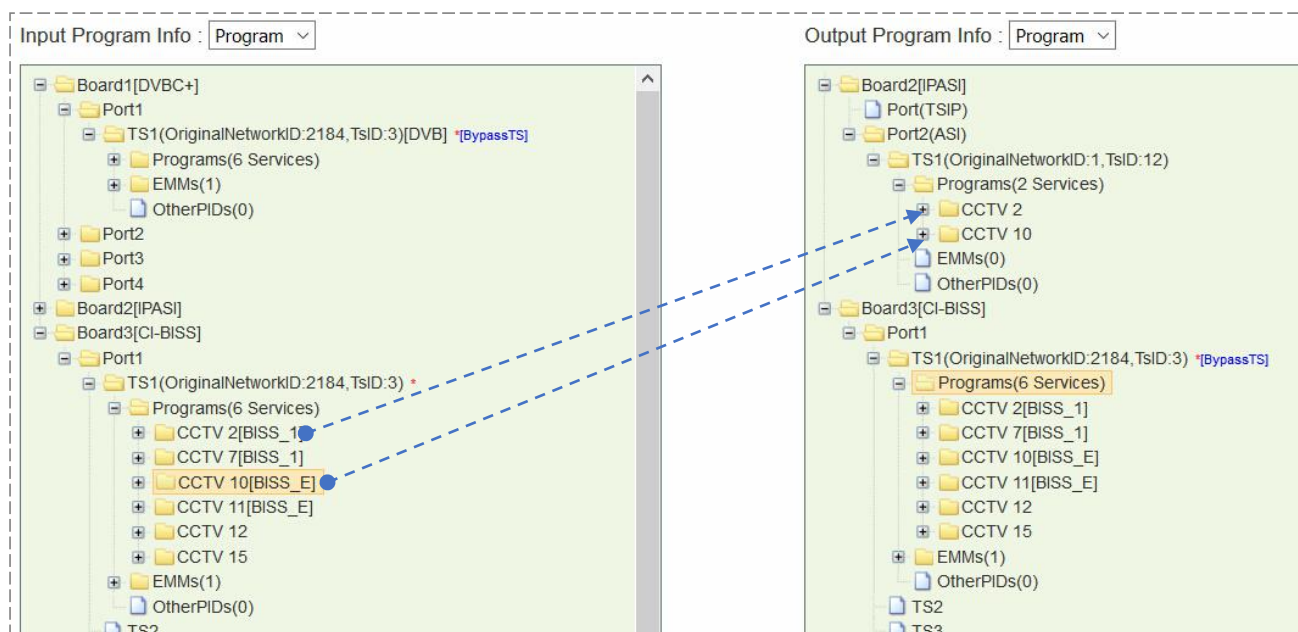 Input Program Info : Program
Board1[DVBC+]
Port1
TS1(OriginalNetworkID:2184,TsID:3)[DVB] *[BypassTS]
Programs(6 Services)
EMMs(1)
OtherPIDs(0)
Port2
Port3
Port4
Board2[IPASI]
Board3[CI-BISS]
Port1
TS1(OriginalNetworkID:2184,TsID:3) *
Programs(6 Services)
CCTV 2[BISS_1]
CCTV 7[BISS_1]
CCTV 10[BISS_E]
CCTV 11[BISS_E]
CCTV 12
CCTV 15
EMMs(1)
OtherPIDs(0)
TS2
Output Program Info : Program
Board2[IPASI]
Port(TSIP)
Port2(ASI)
TS1(OriginalNetworkID:1,TsID:12)
Programs(2 Services)
CCTV 2
CCTV 10
EMMs(0)
OtherPIDs(0)
Board3[CI-BISS]
Port1
TS1(OriginalNetworkID:2184,TsID:3) *[BypassTS]
Programs(6 Services)
CCTV 2[BISS_1]
CCTV 7[BISS_1]
CCTV 10[BISS_E]
CCTV 11[BISS_E]
CCTV 12
CCTV 15
EMMs(1)
OtherPIDs(0)
TS2
TS3